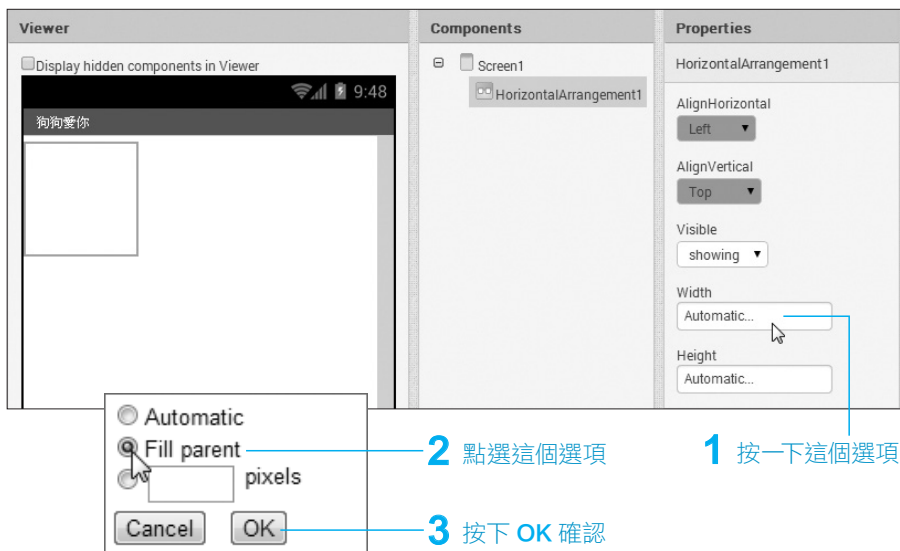 Viewer
Display hidden components in Viewer
9:48
狗狗愛你
Components
Screen1
HorizontalArrangement1
Properties
HorizontalArrangement1
AlignHorizontal
Left
AlignVertical
Top
Visible
showing
Width
Automatic...
Height
Automatic...
1 按一下這個選項
Automatic
Fill parent
pixels
Cancel OK
2 點選這個選項
3 按下 OK 確認